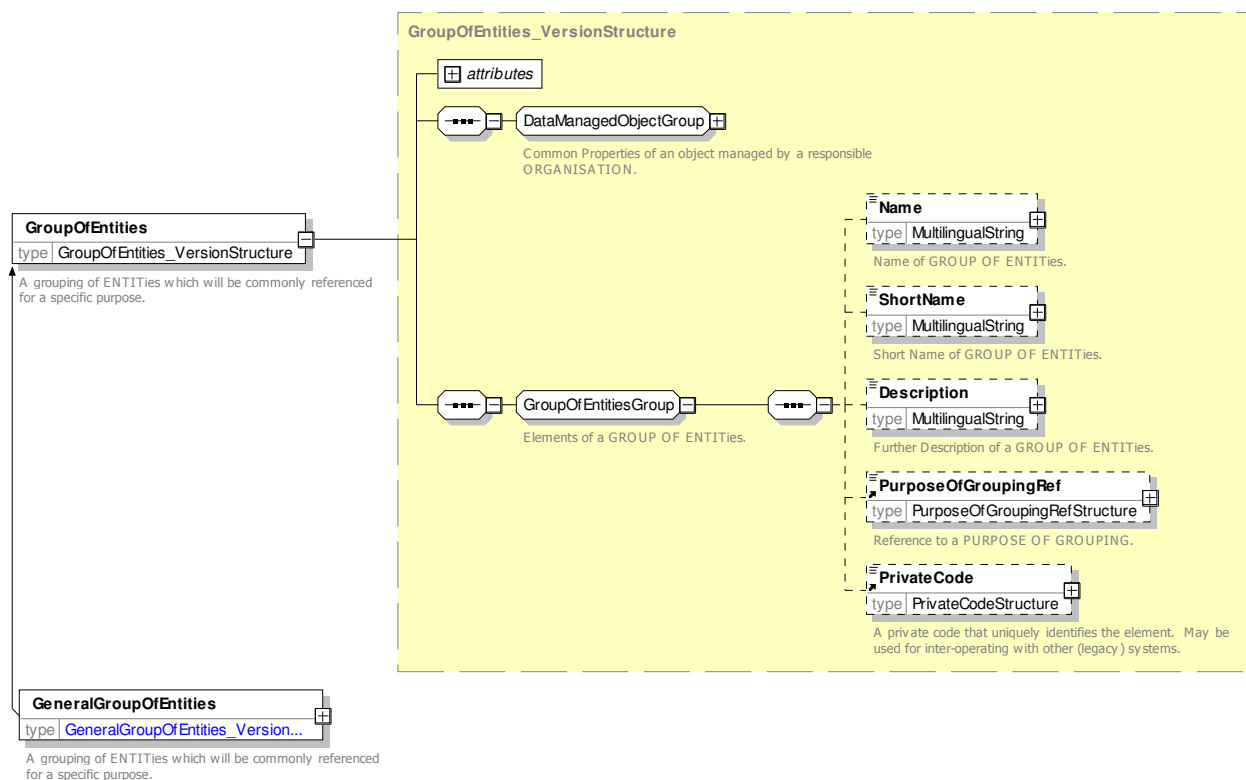 GroupOfEntities_VersionStructure
attributes
DataManagedObjectGroup
Common Properties of an object managed by a responsible
ORGANISATION.
GroupOfEntities
type GroupOfEntities_VersionStructure
A grouping of ENTITies which will be commonly referenced
for a specific purpose.
Name
type MultilingualString
Name of GROUP OF ENTITies.
ShortName
type MultilingualString
Short Name of GROUP OF ENTITies.
GroupOfEntitiesGroup
Elements of a GROUP OF ENTITies.
Description
type MultilingualString
Further Description of a GROUP OF ENTITies.
PurposeOfGroupingRef
type PurposeOfGroupingRefStructure
Reference to a PURPOSE OF GROUPING.
PrivateCode
type PrivateCodeStructure
A private code that uniquely identifies the element. May be
used for inter-operating with other (legacy) systems.
GeneralGroupOfEntities
type GeneralGroupOfEntities_Version...
A grouping of ENTITies which will be commonly referenced
for a specific purpose.